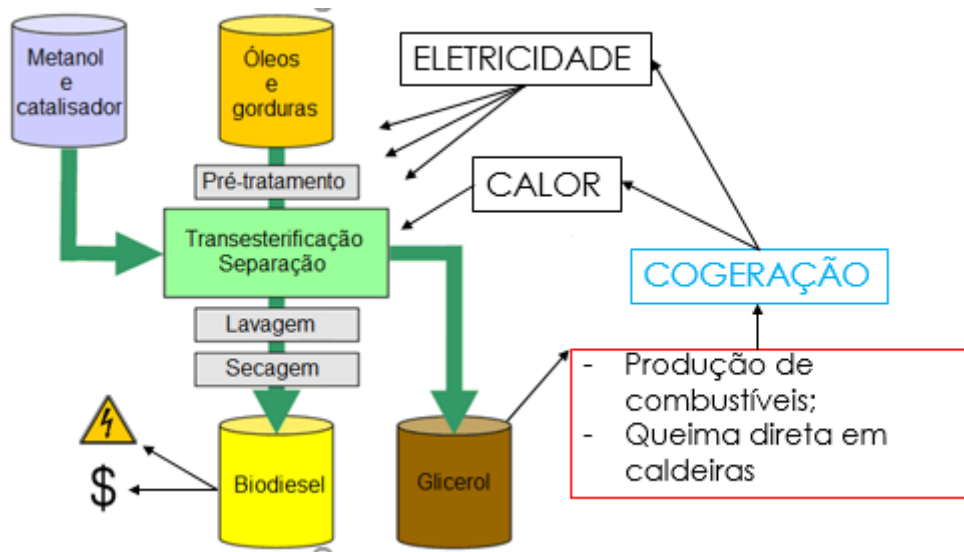 Metanol
e
catalisador
Óleos
e
gorduras
ELETRICIDADE
Pré-tratamento
CALOR
Transesterificação
Separação
COGERAÇÃO
Lavagem
Secagem
- Produção de
combustíveis;
- Queima direta em
caldeiras
$
Biodiesel
Glicerol